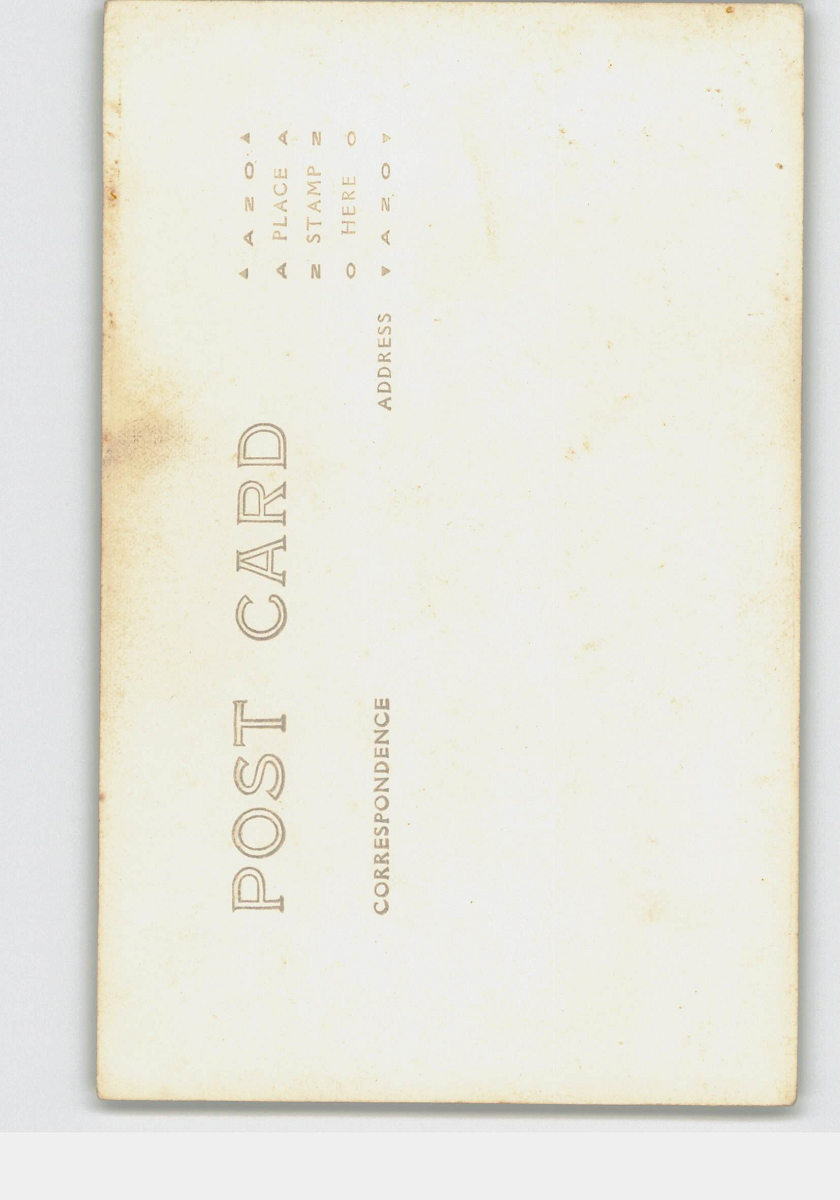 POST CARD
▲ A Z O ▲
A PLACE A
Z STAMP Z
O HERE O
▼ A Z O ▼
CORRESPONDENCE
ADDRESS